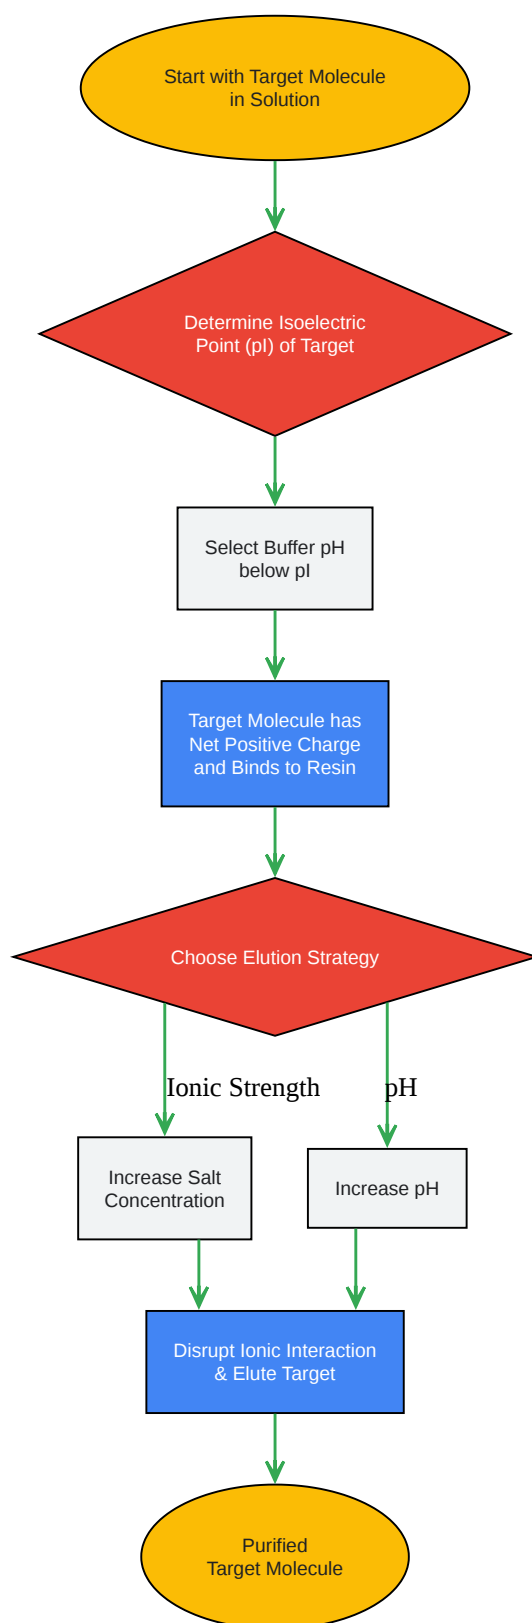 Start with Target Molecule
in Solution
Determine Isoelectric
Point (pI) of Target
Select Buffer pH
below pI
Target Molecule has
Net Positive Charge
and Binds to Resin
Choose Elution Strategy
Ionic Strength
pH
Increase Salt
Concentration
Increase pH
Disrupt Ionic Interaction
& Elute Target
Purified
Target Molecule